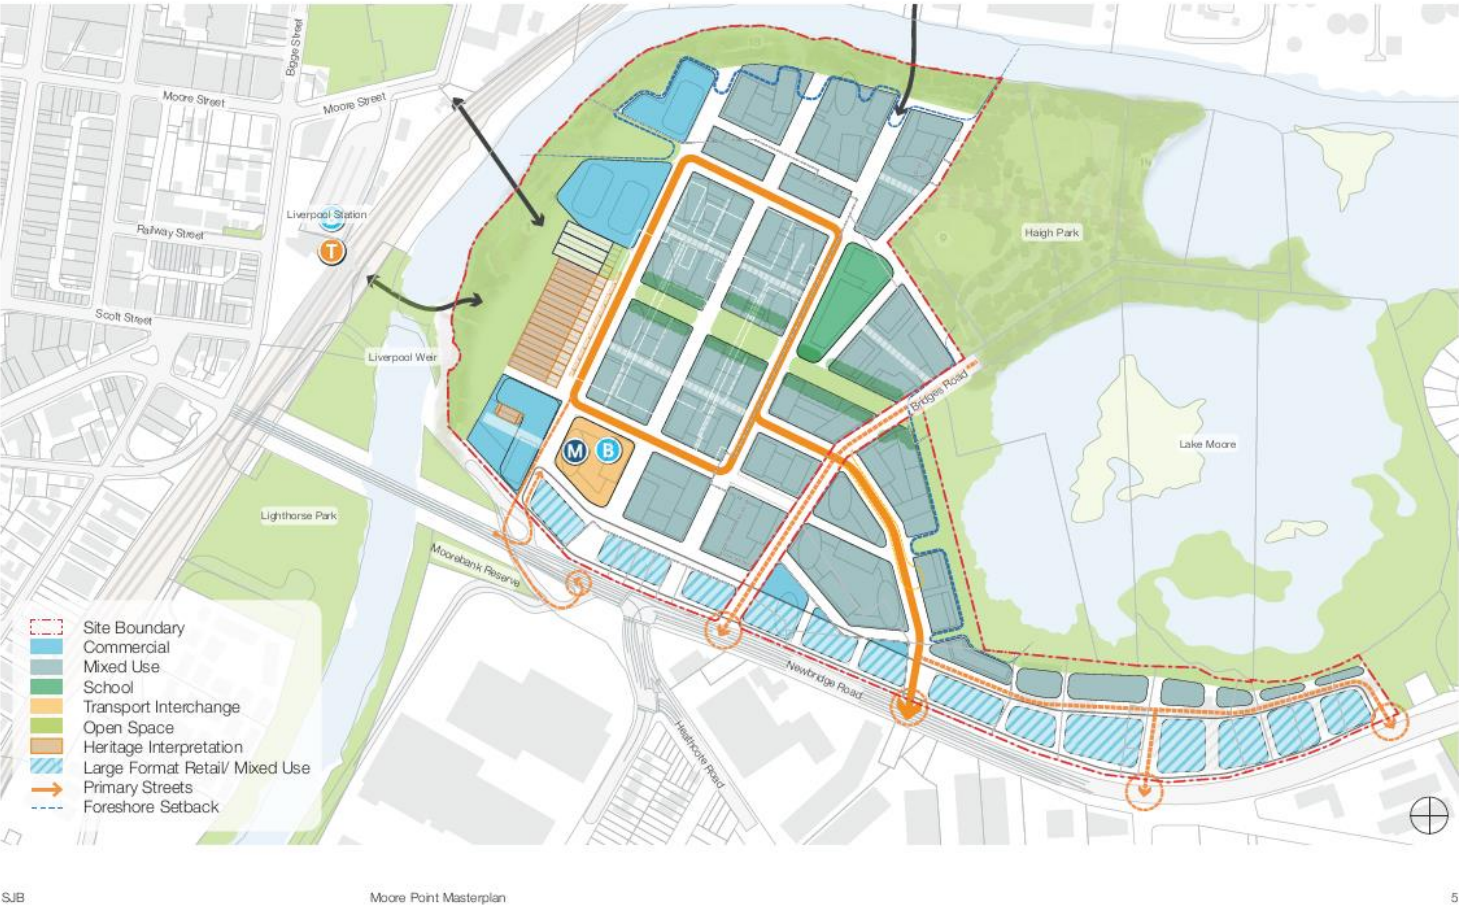 Bigge Street
Moore Street
Moore Street
Liverpool Station
T
Railway Street
Scott Street
Liverpool Weir
Haigh Park
Bridges Road
Lake Moore
M B
Lighthorse Park
Moorebank Reserve
Newbridge Road
Heathcote Road
Site Boundary
Commercial
Mixed Use
School
Transport Interchange
Open Space
Heritage Interpretation
Large Format Retail/ Mixed Use
Primary Streets
Foreshore Setback
SJB
Moore Point Masterplan
5